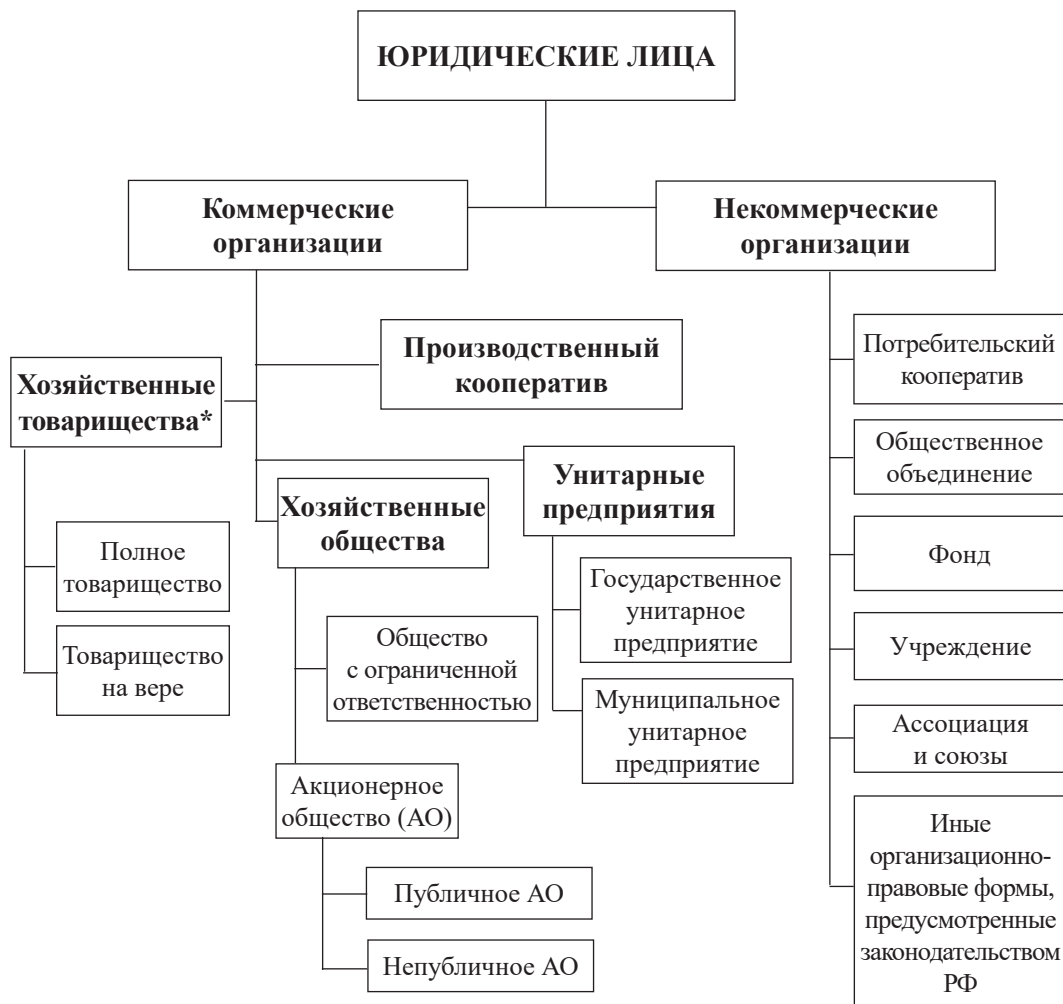 ЮРИДИЧЕСКИЕ ЛИЦА
Коммерческие
организации
Некоммерческие
организации
Хозяйственные
товарищества*
Производственный
кооператив
Хозяйственные
общества
Унитарные
предприятия
Полное
товарищество
Товарищество
на вере
Общество
с ограниченной
ответственностью
Акционерное
общество (АО)
Публичное АО
Непубличное АО
Государственное
унитарное
предприятие
Муниципальное
унитарное
предприятие
Потребительский
кооператив
Общественное
объединение
Фонд
Учреждение
Ассоциация
и союзы
Иные
организационно-
правовые формы,
предусмотренные
законодательством
РФ